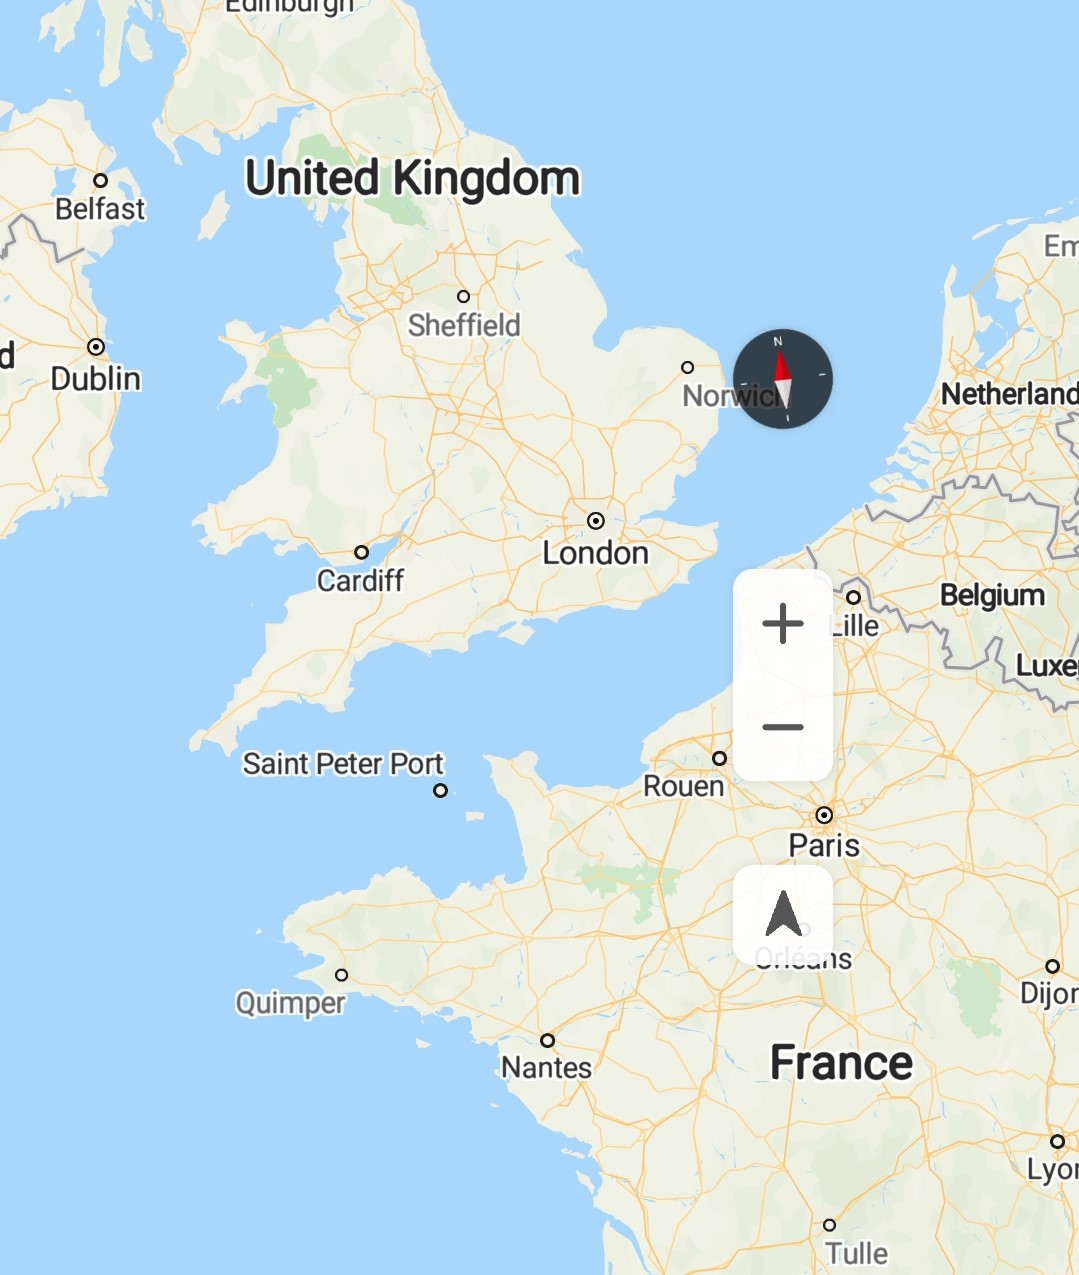 Edinburgh
United Kingdom
Belfast
Em
Sheffield
d
Dublin
N
Norwich
Netherland
London
Cardiff
Belgium
Lille
Luxe
Saint Peter Port
Rouen
Paris
Orléans
Dijon
Quimper
Nantes
France
Lyon
Tulle